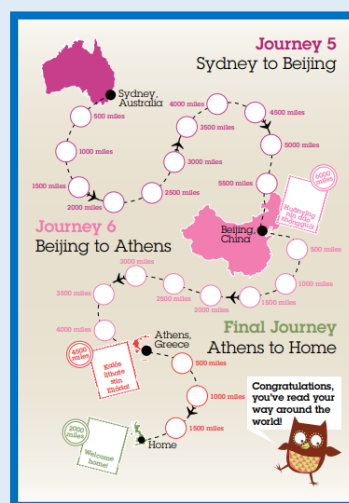 Journey 5
Sydney to Beijing
Sydney,
Australia
500 miles
1000 miles
1500 miles
2000 miles
2500 miles
3000 miles
3500 miles
4000 miles
4500 miles
5000 miles
5500 miles
6000
miles
Beijing,
China
Journey 6
Beijing to Athens
500 miles
1000 miles
1500 miles
2000 miles
2500 miles
3000 miles
3500 miles
4000 miles
4500
miles
Athens,
Greece
Final Journey
Athens to Home
500 miles
1000 miles
1500 miles
2000
miles
Welcome
home!
Home
Congratulations,
you've read your
way around the
world!